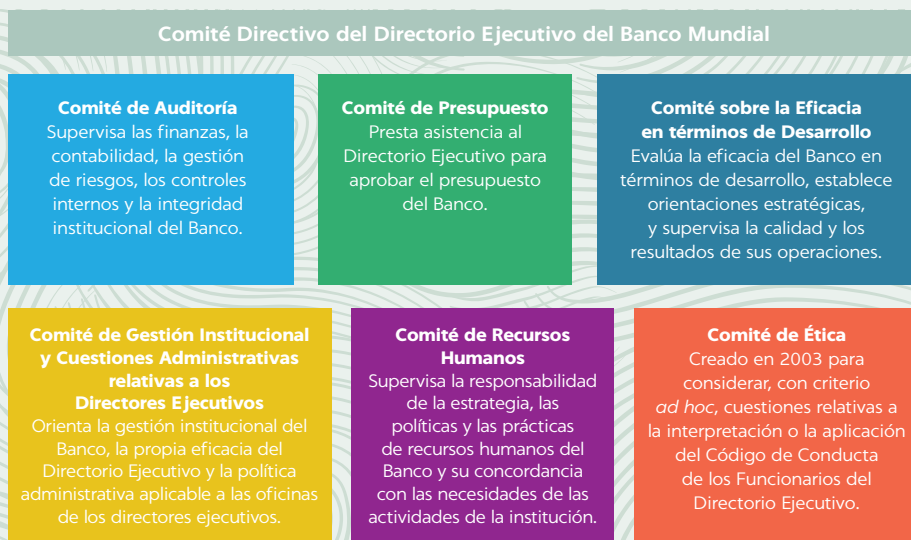 Comité Directivo del Directorio Ejecutivo del Banco Mundial
Comité de Auditoría
Supervisa las finanzas, la
contabilidad, la gestión
de riesgos, los controles
internos y la integridad
institucional del Banco.
Comité de Presupuesto
Presta asistencia al
Directorio Ejecutivo para
aprobar el presupuesto
del Banco.
Comité sobre la Eficacia
en términos de Desarrollo
Evalúa la eficacia del Banco en
términos de desarrollo, establece
orientaciones estratégicas,
y supervisa la calidad y los
resultados de sus operaciones.
Comité de Gestión Institucional
y Cuestiones Administrativas
relativas a los
Directores Ejecutivos
Orienta la gestión institucional del
Banco, la propia eficacia del
Directorio Ejecutivo y la política
administrativa aplicable a las oficinas
de los directores ejecutivos.
Comité de Recursos
Humanos
Supervisa la responsabilidad
de la estrategia, las
políticas y las prácticas
de recursos humanos del
Banco y su concordancia
con las necesidades de las
actividades de la institución.
Comité de Ética
Creado en 2003 para
considerar, con criterio
ad hoc, cuestiones relativas a
la interpretación o la aplicación
del Código de Conducta
de los Funcionarios del
Directorio Ejecutivo.